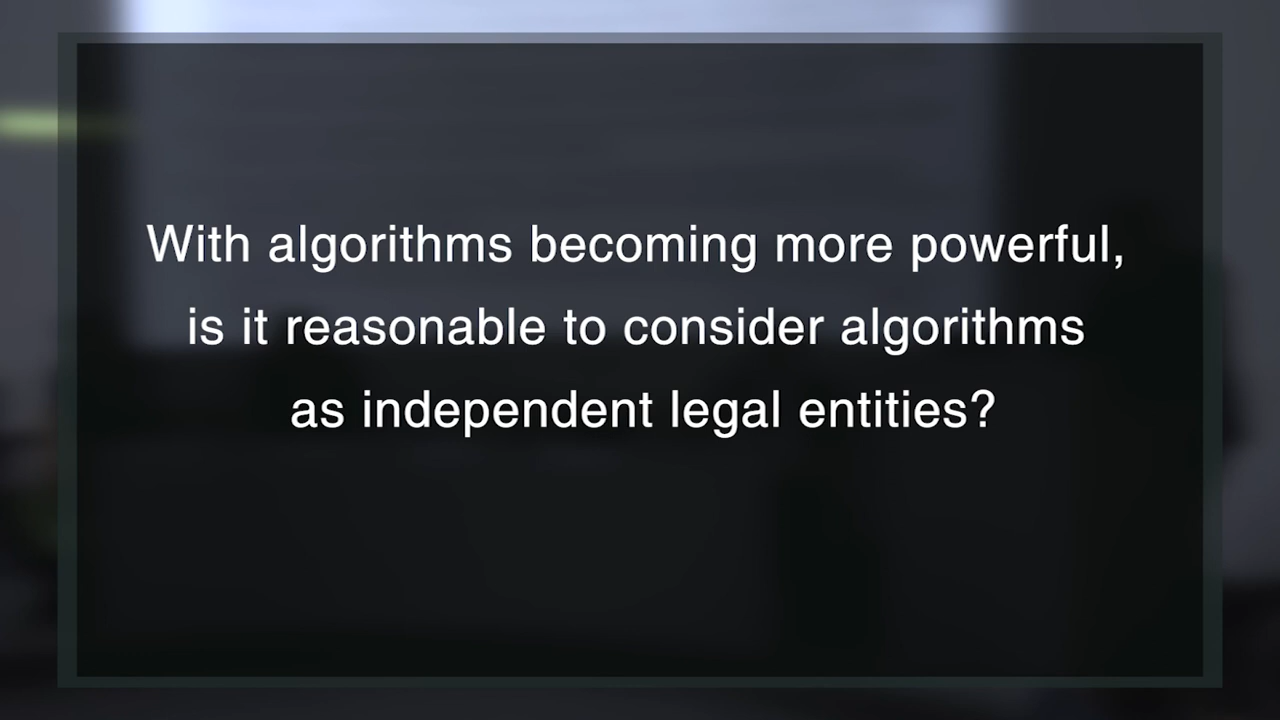 With algorithms becoming more powerful,
is it reasonable to consider algorithms
as independent legal entities?